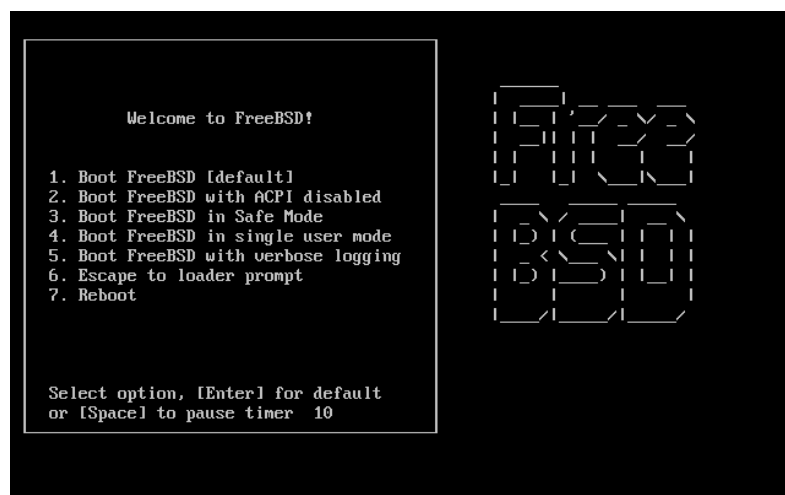 Welcome to FreeBSD!
1. Boot FreeBSD [default]
2. Boot FreeBSD with ACPI disabled
3. Boot FreeBSD in Safe Mode
4. Boot FreeBSD in single user mode
5. Boot FreeBSD with verbose logging
6. Escape to loader prompt
7. Reboot
Select option, [Enter] for default
or [Space] to pause timer  10
Free
BSD